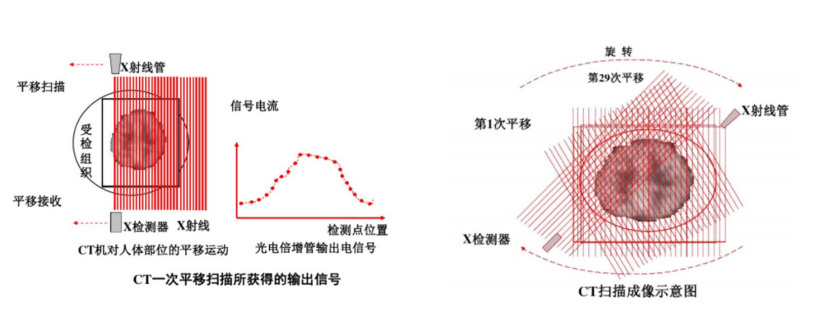 X射线管
平移扫描
受
检
组
织
平移接收
X检测器 X射线
CT机对人体部位的平移运动
信号电流
检测点位置
光电倍增管输出电信号
CT一次平移扫描所获得的输出信号
旋 转
第29次平移
X射线管
第1次平移
X检测器
CT扫描成像示意图